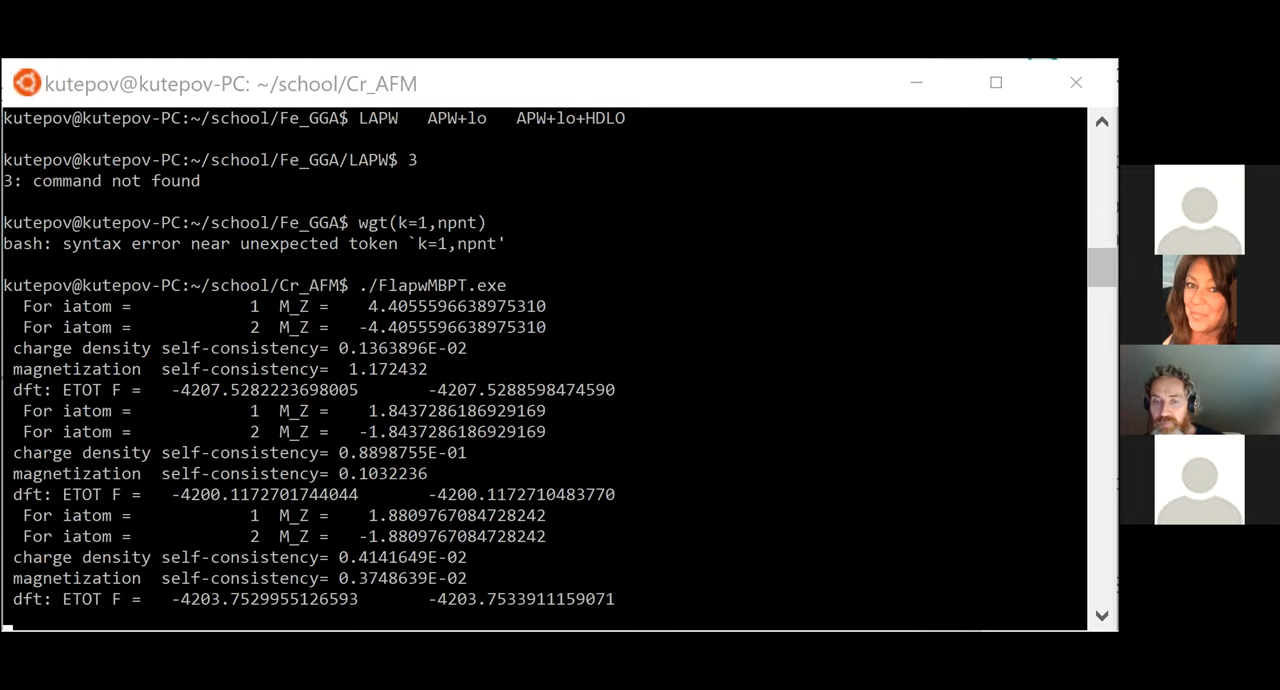 kutepov@kutepov-PC: ~/school/Cr_AFM
kutepov@kutepov-PC:~/school/Fe_GGA$ LAPW APW+lo APW+lo+HDLO
kutepov@kutepov-PC:~/school/Fe_GGA/LAPW$ 3
3: command not found
kutepov@kutepov-PC:~/school/Fe_GGA$ wgt(k=1,npnt)
bash: syntax error near unexpected token `k=1,npnt'
kutepov@kutepov-PC:~/school/Cr_AFM$ ./FlapwMBPT.exe
For iatom = 1 M_Z = 4.4055596638975310
For iatom = 2 M_Z = -4.4055596638975310
charge density self-consistency= 0.1363896E-02
magnetization self-consistency= 1.172432
dft: ETOT F = -4207.5282223698005 -4207.5288598474590
For iatom = 1 M_Z = 1.8437286186929169
For iatom = 2 M_Z = -1.8437286186929169
charge density self-consistency= 0.8898755E-01
magnetization self-consistency= 0.1032236
dft: ETOT F = -4200.1172701744044 -4200.1172710483770
For iatom = 1 M_Z = 1.8809767084728242
For iatom = 2 M_Z = -1.8809767084728242
charge density self-consistency= 0.4141649E-02
magnetization self-consistency= 0.3748639E-02
dft: ETOT F = -4203.7529955126593 -4203.7533911159071